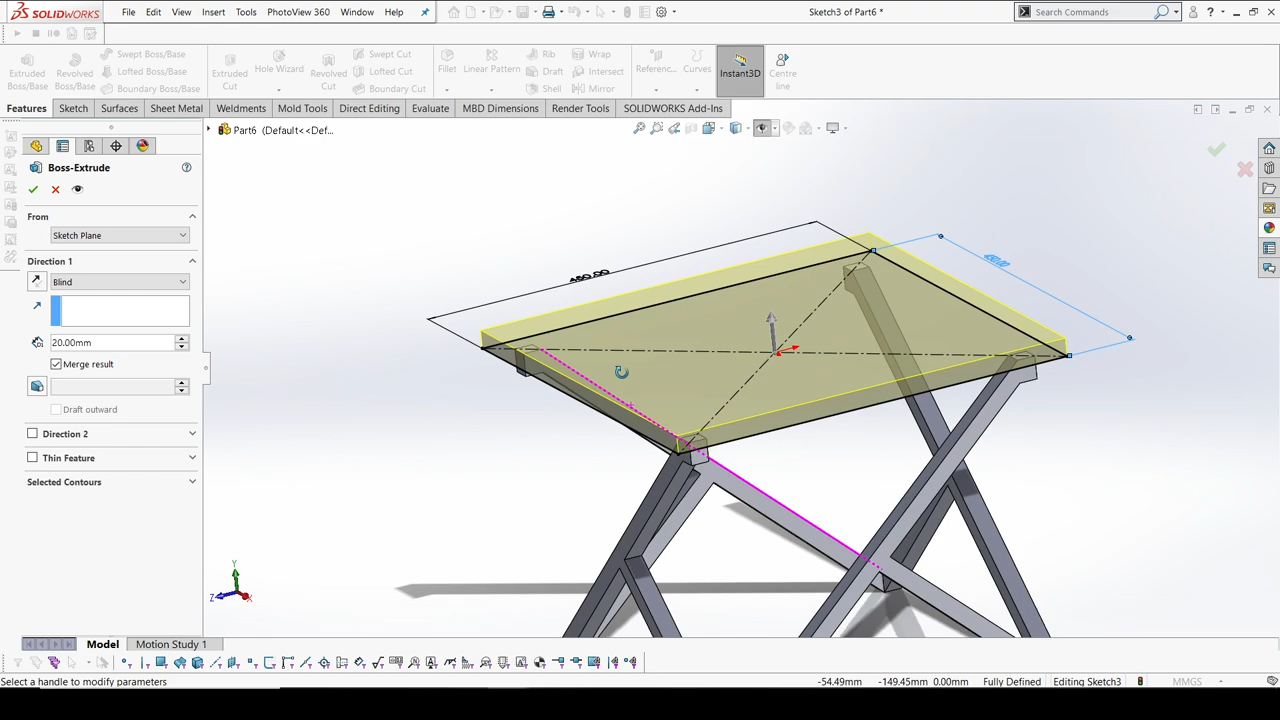 SOLIDWORKS File Edit View Insert Tools PhotoView 360 Window Help Sketch3 of Part6 * Search Commands
Extruded Boss/Base Revolved Boss/Base Swept Boss/Base Lofted Boss/Base Boundary Boss/Base Extruded Cut Hole Wizard Revolved Cut Swept Cut Lofted Cut Boundary Cut Fillet Linear Pattern Rib Draft Shell Wrap Intersect Mirror Referenc... Curves Instant3D Centre line
Features Sketch Surfaces Sheet Metal Weldments Mold Tools Direct Editing Evaluate MBD Dimensions Render Tools SOLIDWORKS Add-Ins
Part6 (Default<<Def...
Boss-Extrude
From
Sketch Plane
Direction 1
Blind
20.00mm
Merge result
Draft outward
Direction 2
Thin Feature
Selected Contours
Y
Z X
Model Motion Study 1
Select a handle to modify parameters -54.49mm -149.45mm 0.00mm Fully Defined Editing Sketch3 MMGS